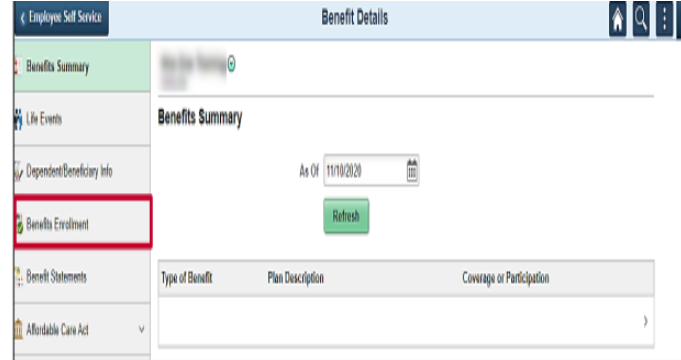 Employee Self Service
Benefit Details
Benefits Summary
Life Events
Dependent/Beneficiary Info
Benefits Enrollment
Benefit Statements
Affordable Care Act
Benefits Summary
As Of 11/10/2020
Refresh
Type of Benefit Plan Description Coverage or Participation